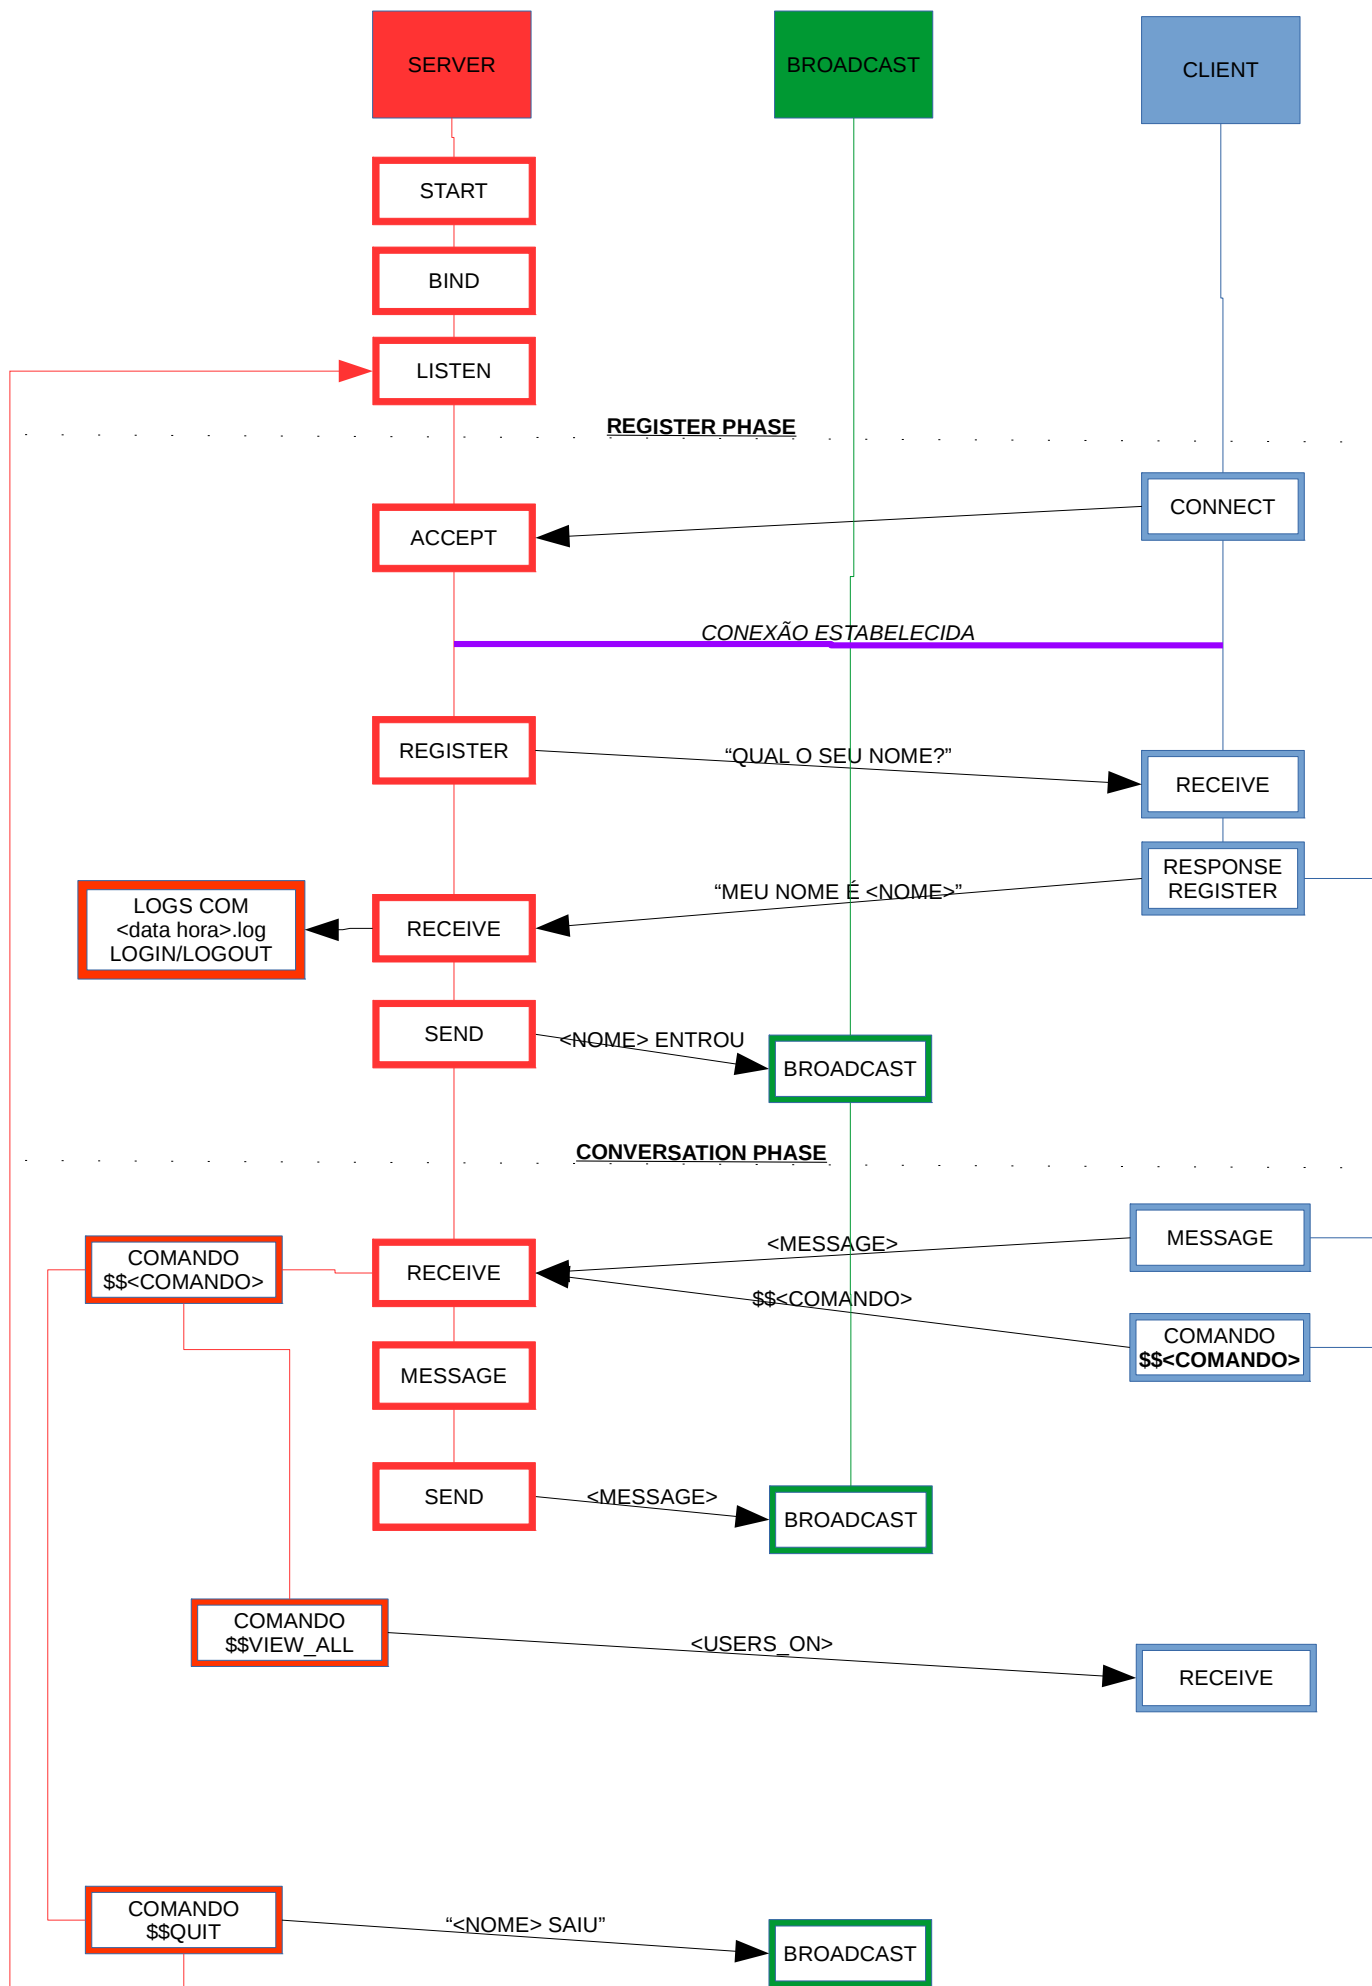 SERVER
BROADCAST
CLIENT
START
BIND
LISTEN
REGISTER PHASE
CONNECT
ACCEPT
CONEXÃO ESTABELECIDA
REGISTER
“QUAL O SEU NOME?”
RECEIVE
RESPONSE
REGISTER
“MEU NOME É <NOME>”
LOGS COM
<data hora>.log
LOGIN/LOGOUT
RECEIVE
SEND
<NOME> ENTROU
BROADCAST
CONVERSATION PHASE
MESSAGE
<MESSAGE>
COMANDO
$$<COMANDO>
RECEIVE
$$<COMANDO>
COMANDO
$$<COMANDO>
MESSAGE
SEND
<MESSAGE>
BROADCAST
COMANDO
$$VIEW_ALL
<USERS_ON>
RECEIVE
COMANDO
$$QUIT
“<NOME> SAIU”
BROADCAST